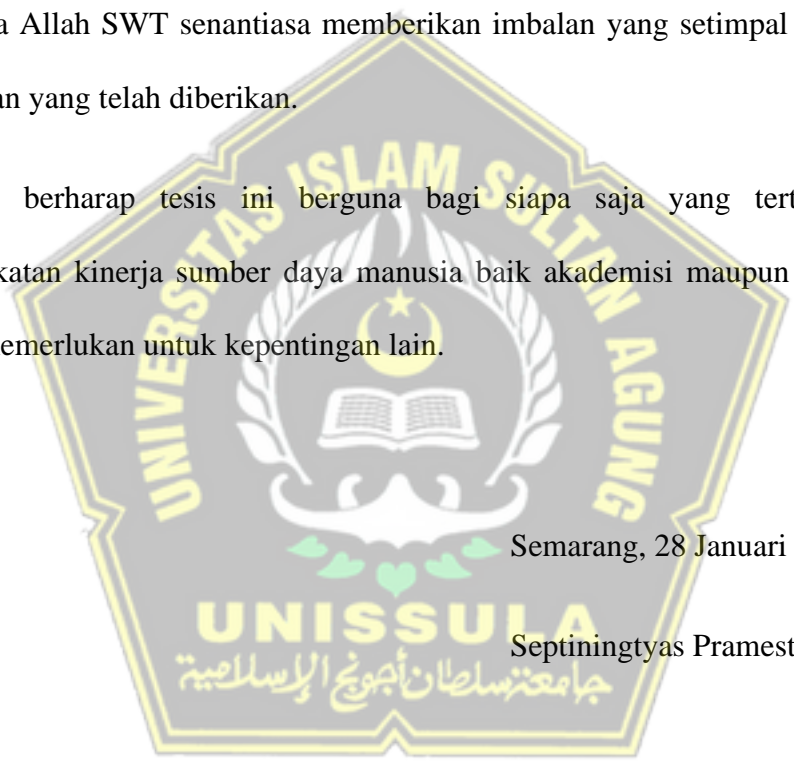 a Allah SWT senantiasa memberikan imbalan yang setimpal
an yang telah diberikan.
berharap tesis ini berguna bagi siapa saja yang tert
katan kinerja sumber daya manusia baik akademisi maupun
emerlukan untuk kepentingan lain.
UNIVERSITAS ISLAM SULTAN AGUNG
Semarang, 28 Januari
UNISSULA
Septiningtyas Pramest
جامعة سلطان أجونج الإسلامية